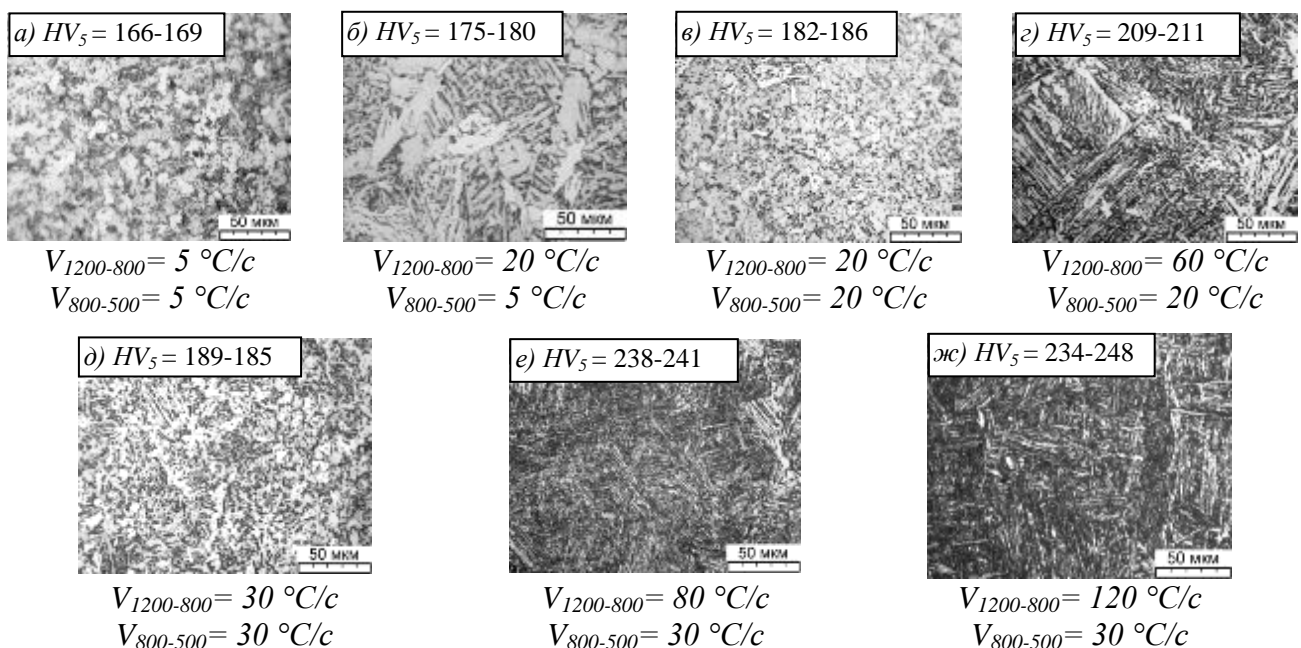 а) HV5 = 166-169
б) HV5 = 175-180
в) HV5 = 182-186
г) HV5 = 209-211
50 мкм
50 мкм
50 мкм
50 мкм
V1200-800= 5 °C/c
V1200-800= 20 °C/c
V1200-800= 20 °C/c
V1200-800= 60 °C/c
V800-500= 5 °C/c
V800-500= 5 °C/c
V800-500= 20 °C/c
V800-500= 20 °C/c
д) HV5 = 189-185
е) HV5 = 238-241
ж) HV5 = 234-248
50 мкм
50 мкм
50 мкм
V1200-800= 30 °C/c
V1200-800= 80 °C/c
V1200-800= 120 °C/c
V800-500= 30 °C/c
V800-500= 30 °C/c
V800-500= 30 °C/c